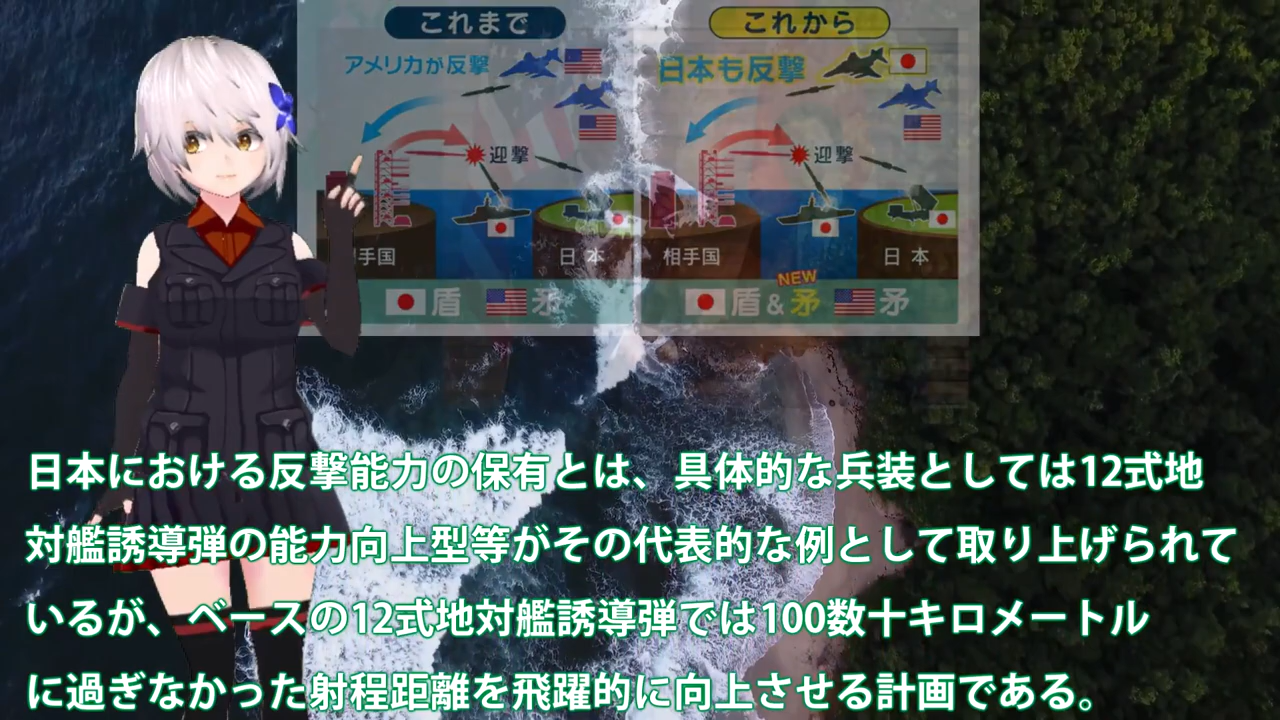 これまで
アメリカが反撃
迎撃
手国
日本
盾 矛
これから
日本も反撃
迎撃
相手国
日本
NEW
盾&矛 矛
日本における反撃能力の保有とは、具体的な兵装としては12式地
対艦誘導弾の能力向上型等がその代表的な例として取り上げられて
いるが、ベースの12式地対艦誘導弾では100数十キロメートル
に過ぎなかった射程距離を飛躍的に向上させる計画である。